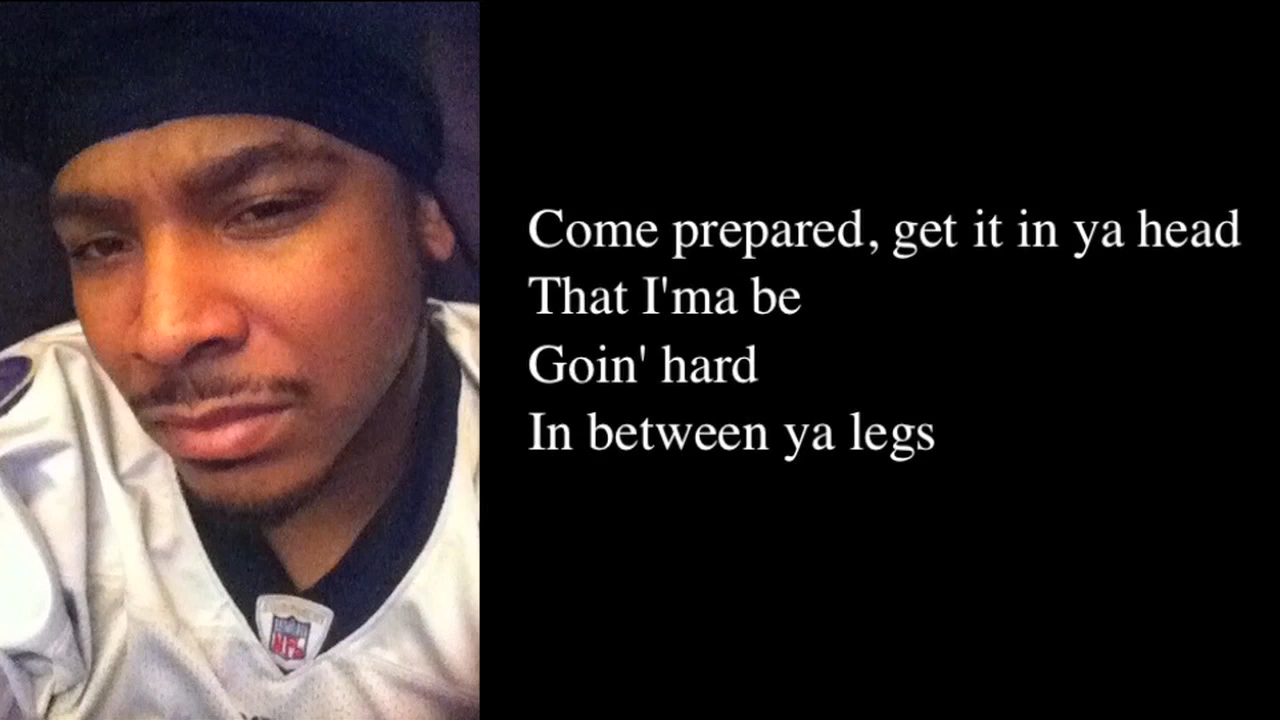 Come prepared, get it in ya head
That I'ma be
Goin' hard
In between ya legs
NFL